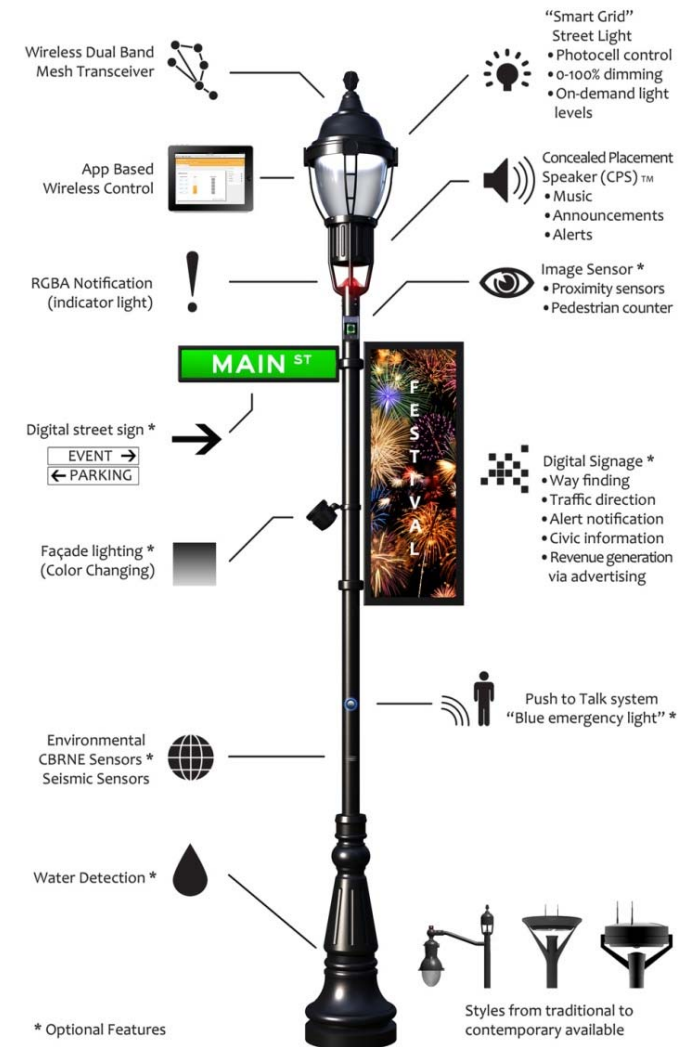 Wireless Dual Band
Mesh Transceiver
"Smart Grid"
Street Light
• Photocell control
• 0-100% dimming
• On-demand light
levels
App Based
Wireless Control
Concealed Placement
Speaker (CPS) TM
• Music
• Announcements
• Alerts
RGBA Notification
(indicator light)
Image Sensor *
• Proximity sensors
• Pedestrian counter
MAIN ST
FESTIVAL
Digital street sign *
EVENT →
← PARKING
Digital Signage *
• Way finding
• Traffic direction
• Alert notification
• Civic information
• Revenue generation
via advertising
Façade lighting *
(Color Changing)
Push to Talk system
"Blue emergency light" *
Environmental
CBRNE Sensors *
Seismic Sensors
Water Detection *
* Optional Features
Styles from traditional to
contemporary available